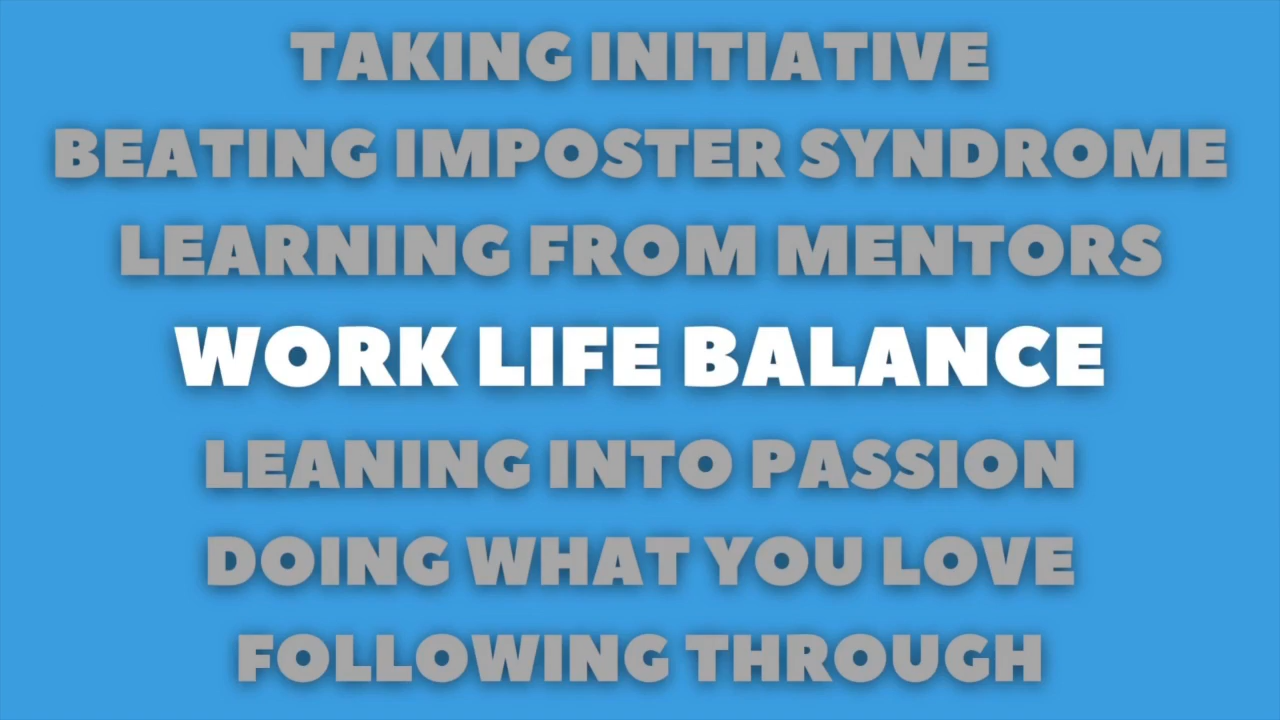 TAKING INITIATIVE
BEATING IMPOSTER SYNDROME
LEARNING FROM MENTORS
WORK LIFE BALANCE
LEANING INTO PASSION
DOING WHAT YOU LOVE
FOLLOWING THROUGH